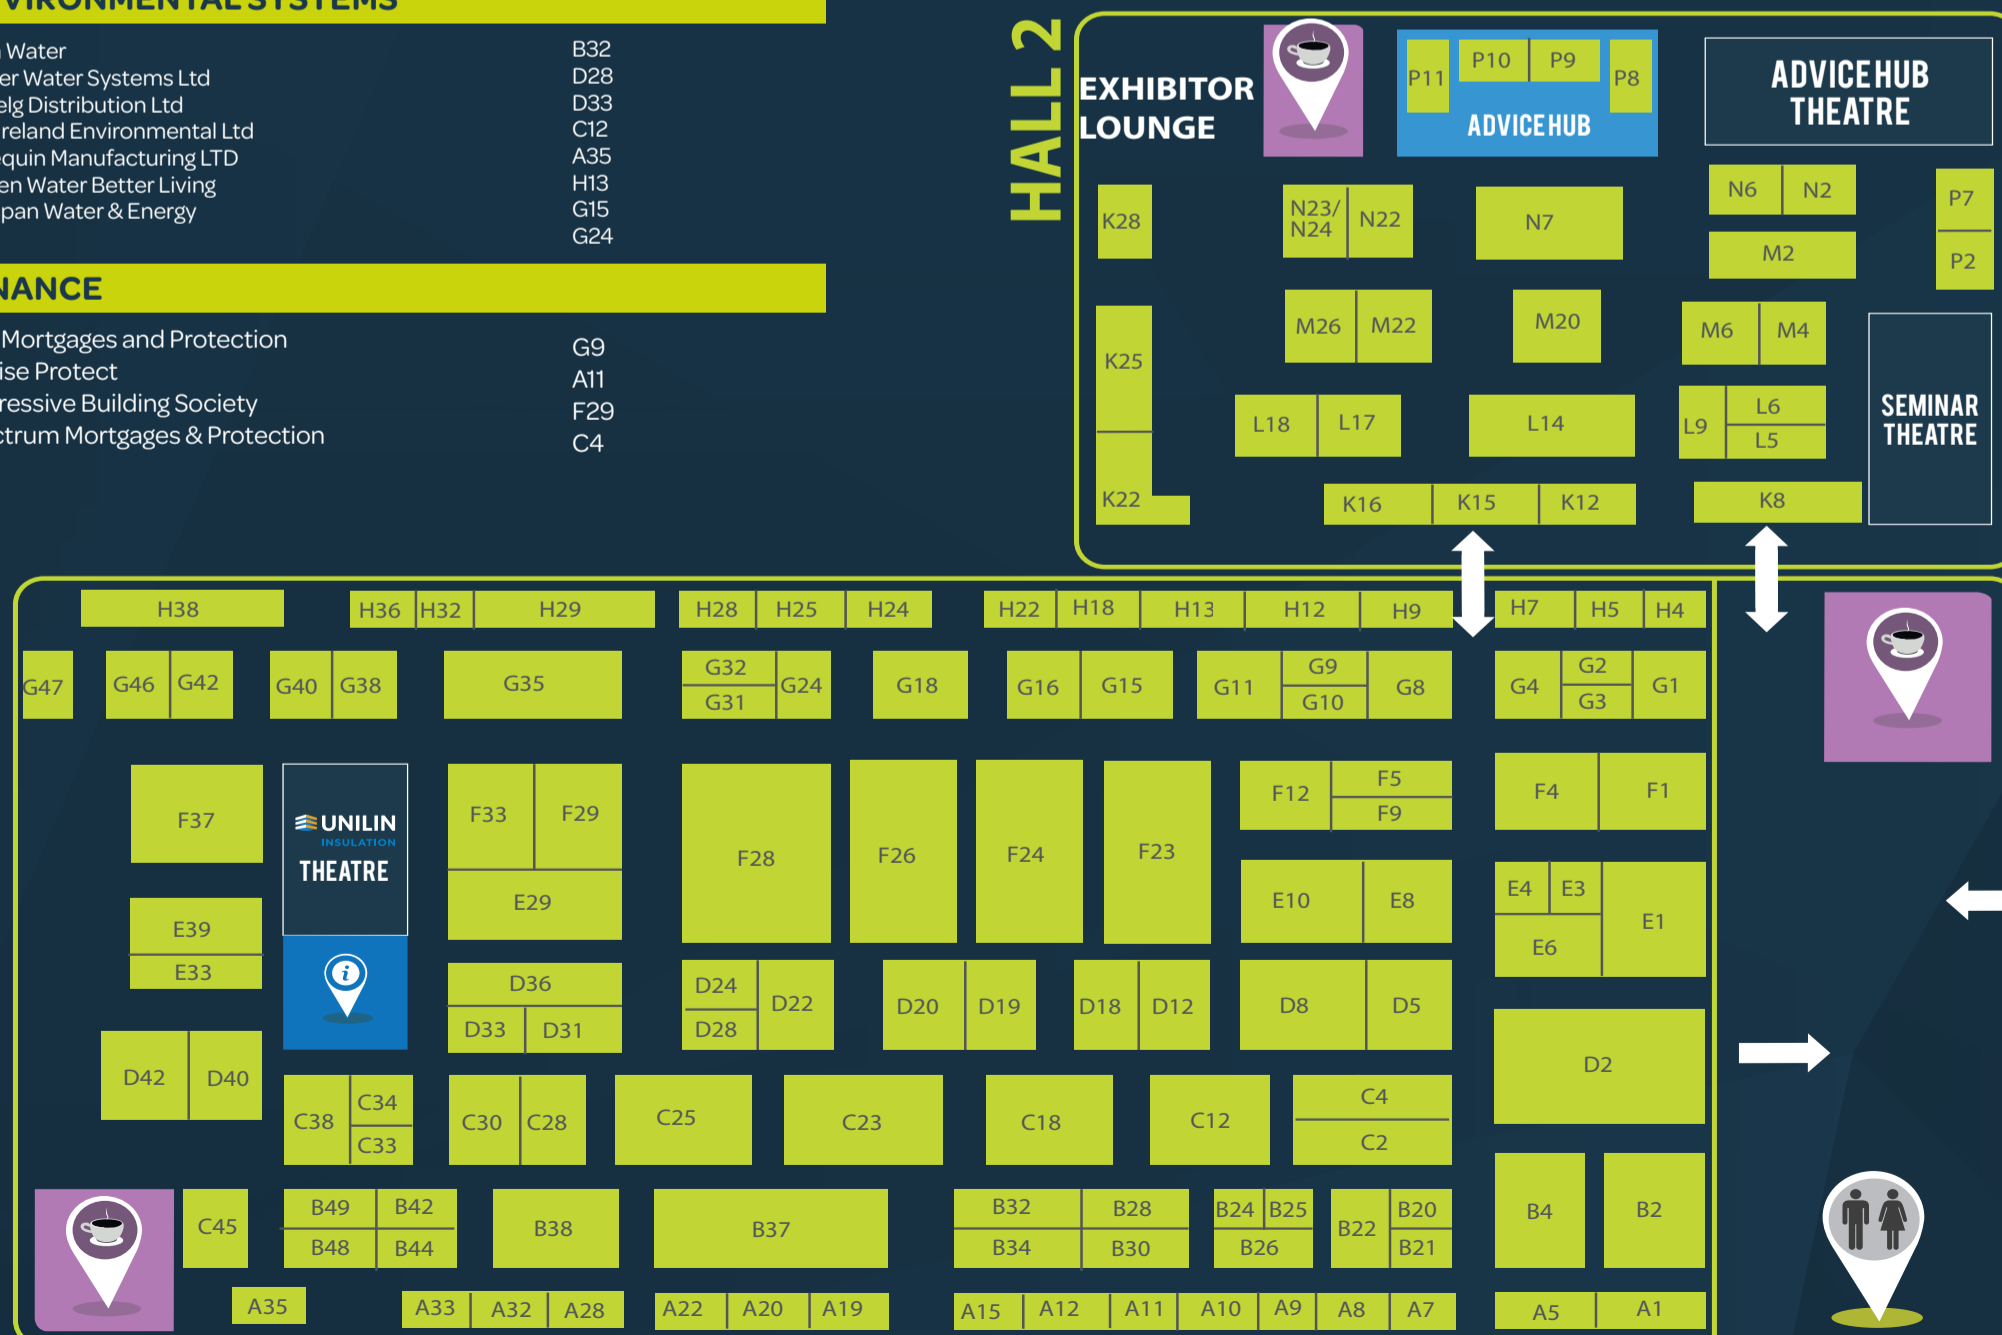 VIRONMENTAL SYSTEMS
Water B32
er Water Systems Ltd D28
elg Distribution Ltd D33
reland Environmental Ltd C12
equin Manufacturing LTD A35
en Water Better Living H13
pan Water & Energy G15
G24
NANCE
Mortgages and Protection G9
ise Protect A11
ressive Building Society F29
ctrum Mortgages & Protection C4
HALL 2
EXHIBITOR
LOUNGE
P11 P10 P9 P8
ADVICE HUB
ADVICE HUB
THEATRE
K28 N23/
N24 N22 N7 N6 N2 P7
M2 P2
K25 M26 M22 M20 M6 M4
L18 L17 L14 L9 L6
L5
SEMINAR
THEATRE
K22 K16 K15 K12 K8
H38 H36 H32 H29 H28 H25 H24 H22 H18 H13 H12 H9 H7 H5 H4
G47 G46 G42 G40 G38 G35 G32 G24 G18 G16 G15 G11 G9 G8 G4 G2 G1
G31 G10 G3
F37 F33 F29 F28 F26 F24 F23 F12 F5 F4 F1
F9
UNILIN
INSULATION
THEATRE
E39 E29 E10 E8 E4 E3 E1
E33 E6
i
D36 D24 D22 D20 D19 D18 D12 D8 D5 D2
D33 D31 D28
D42 D40
C38 C34 C30 C28 C25 C23 C18 C12 C4
C33 C2
C45 B49 B42 B38 B37 B32 B28 B24 B25 B22 B20 B4 B2
B48 B44 B34 B30 B26 B21
A35 A33 A32 A28 A22 A20 A19 A15 A12 A11 A10 A9 A8 A7 A5 A1